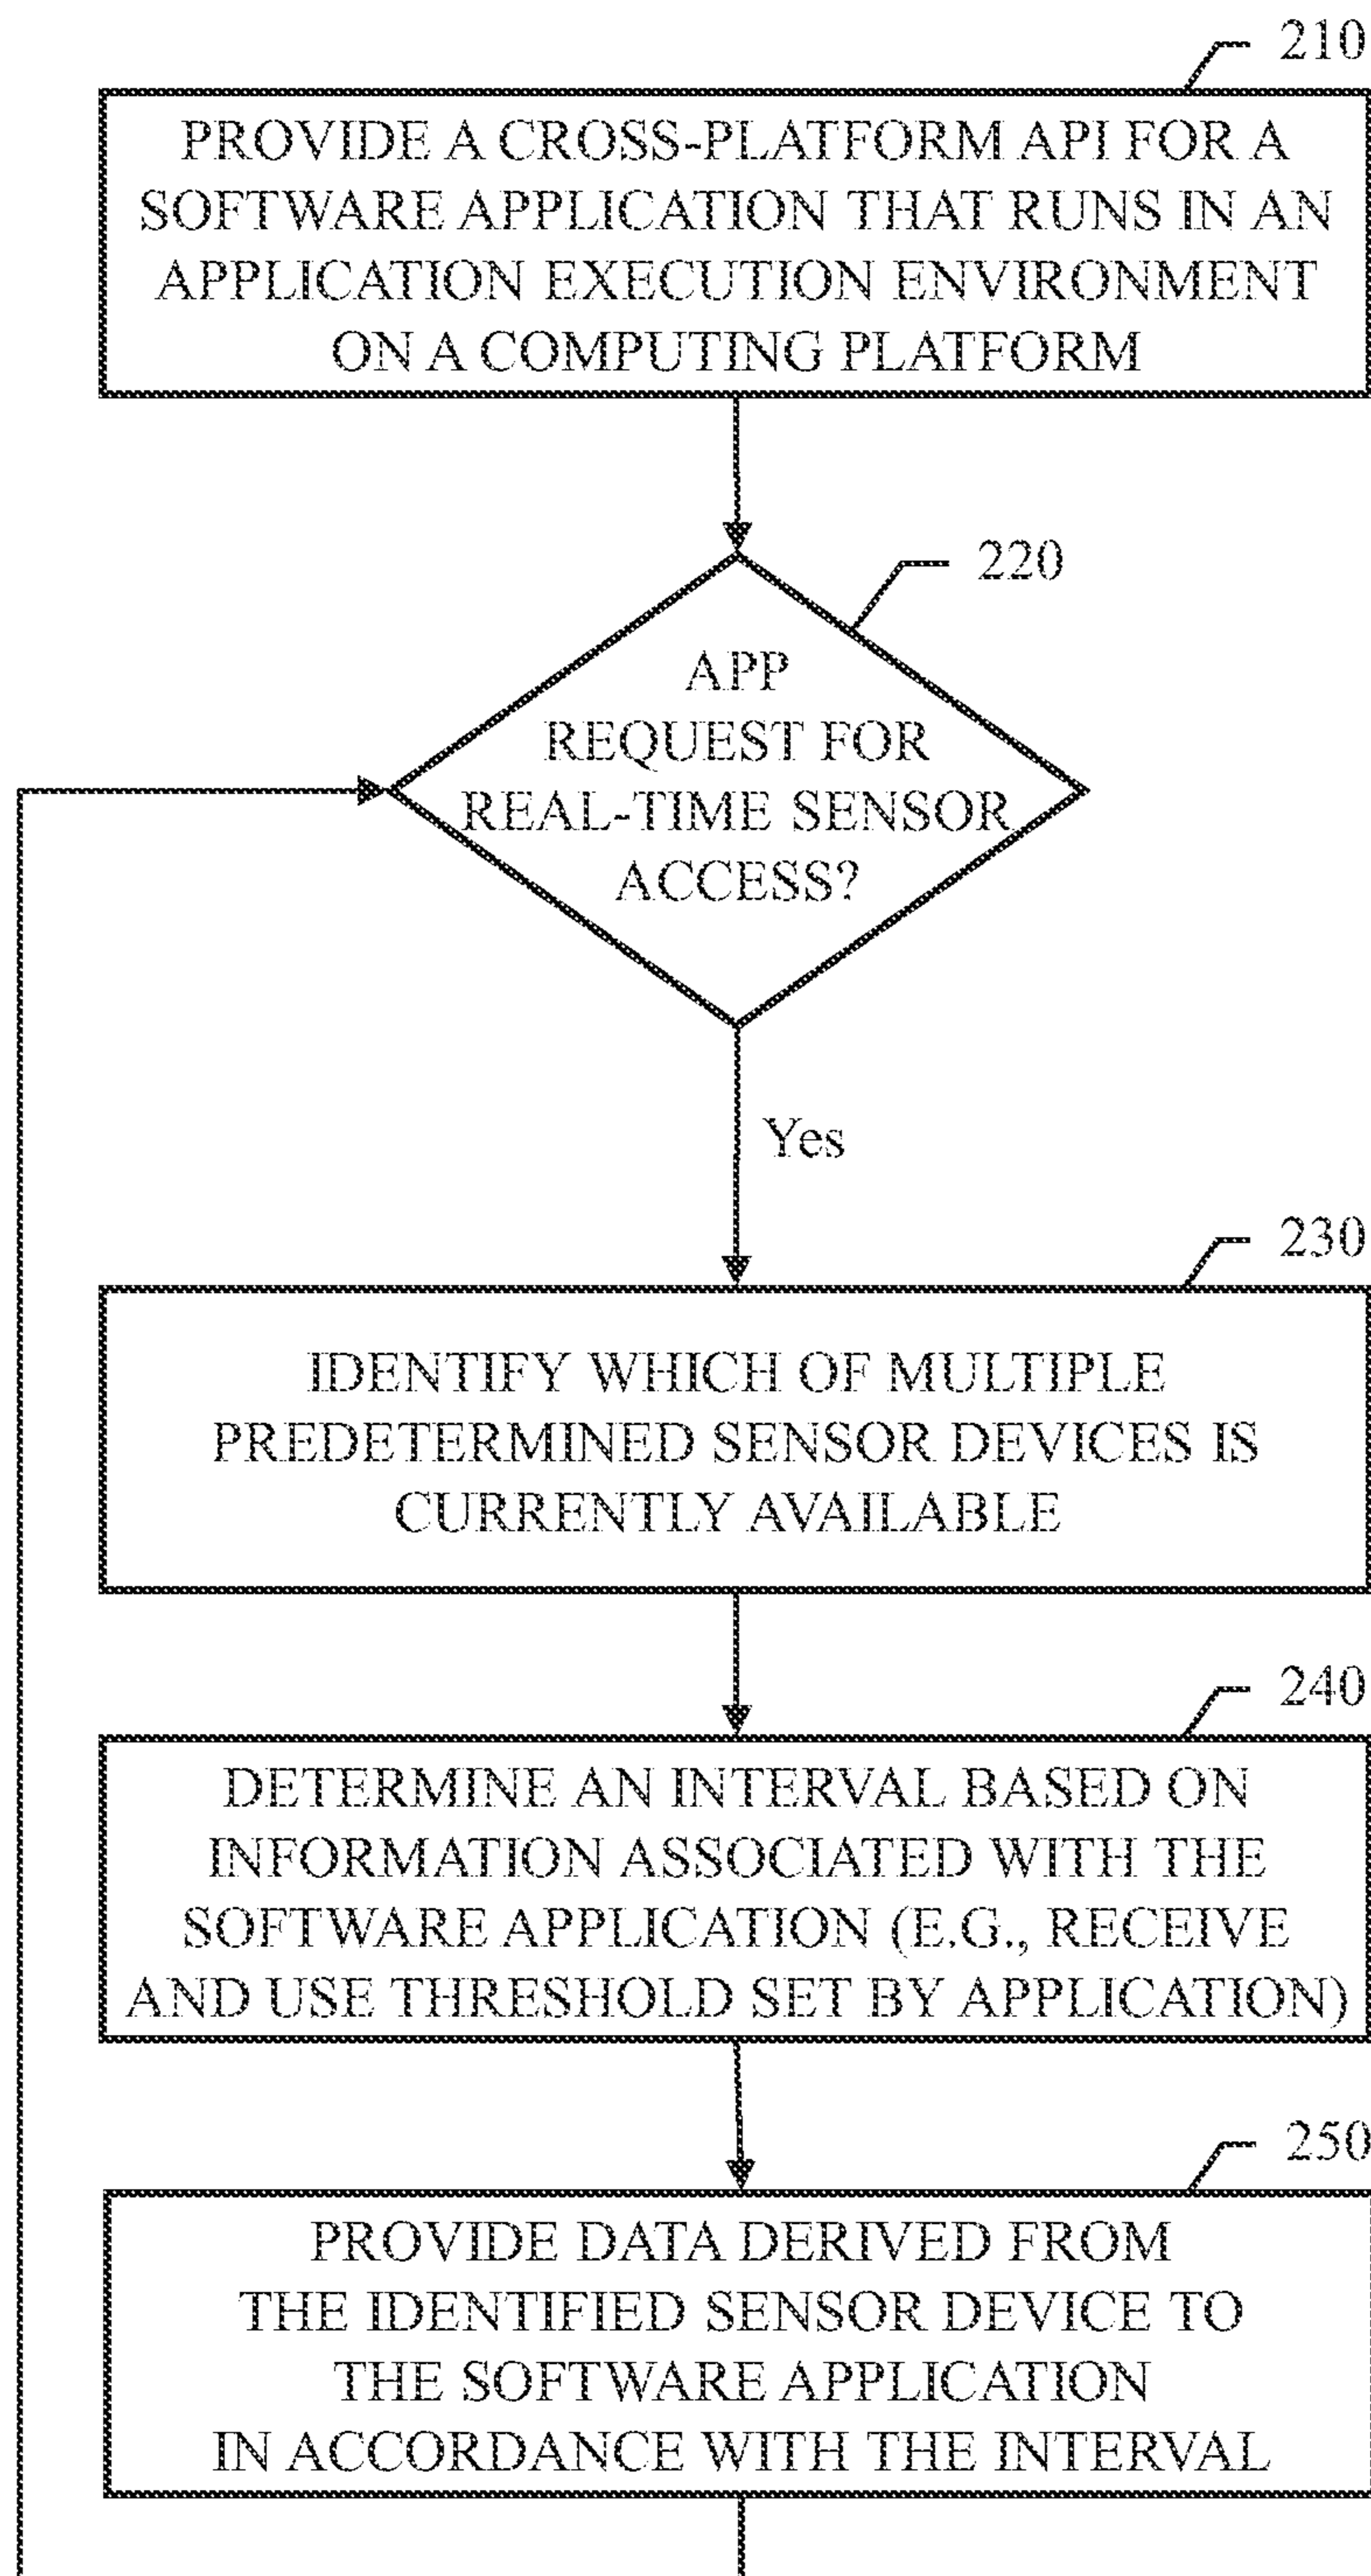 210
PROVIDE A CROSS-PLATFORM API FOR A
SOFTWARE APPLICATION THAT RUNS IN AN
APPLICATION EXECUTION ENVIRONMENT
ON A COMPUTING PLATFORM
220
APP
REQUEST FOR
REAL-TIME SENSOR
ACCESS?
Yes
230
IDENTIFY WHICH OF MULTIPLE
PREDETERMINED SENSOR DEVICES IS
CURRENTLY AVAILABLE
240
DETERMINE AN INTERVAL BASED ON
INFORMATION ASSOCIATED WITH THE
SOFTWARE APPLICATION (E.G., RECEIVE
AND USE THRESHOLD SET BY APPLICATION)
250
PROVIDE DATA DERIVED FROM
THE IDENTIFIED SENSOR DEVICE TO
THE SOFTWARE APPLICATION
IN ACCORDANCE WITH THE INTERVAL